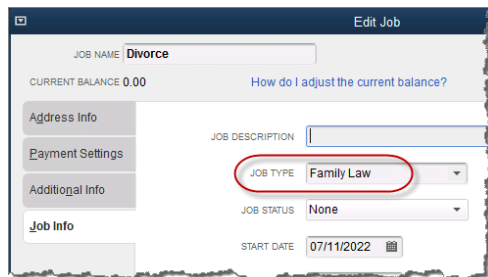 Edit Job
JOB NAME Divorce
CURRENT BALANCE 0.00 How do I adjust the current balance?
Address Info
Payment Settings
Additional Info
Job Info
JOB DESCRIPTION
JOB TYPE Family Law
JOB STATUS None
START DATE 07/11/2022